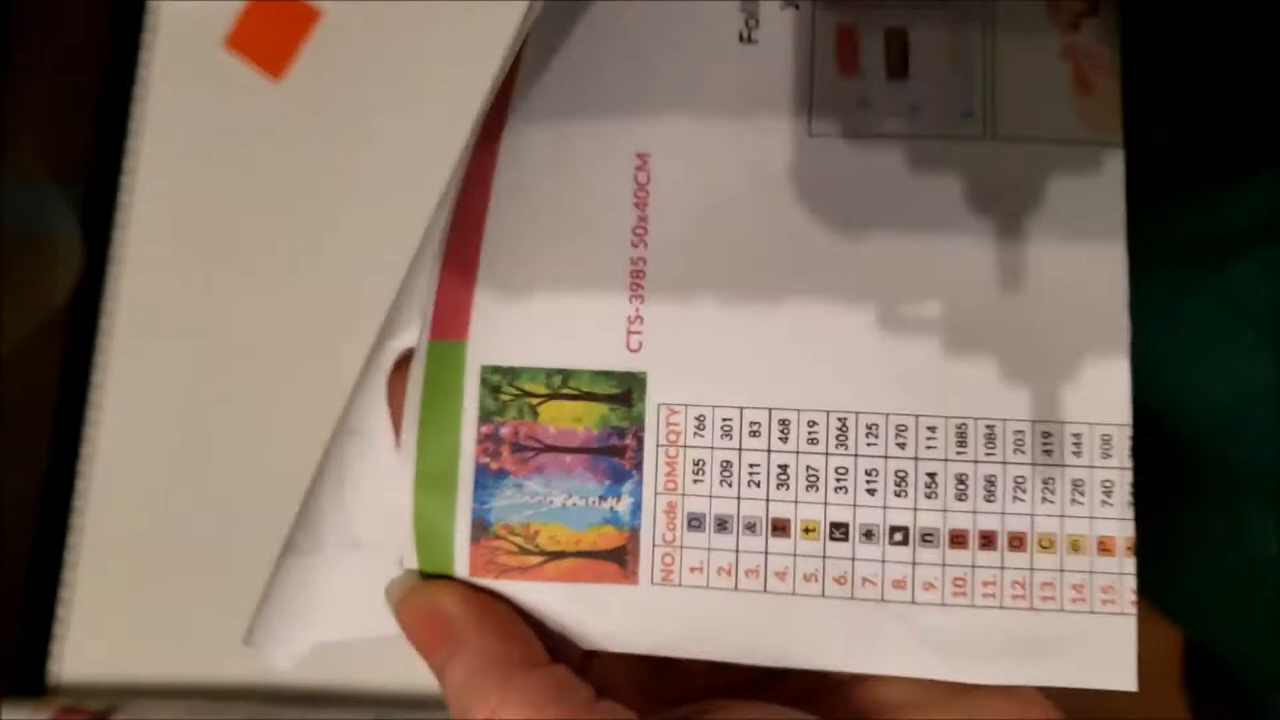 CTS-3985 50x40CM
NO. Code DMC QTY
1. D 155 766
2. W 209 301
3. & 211 83
4. I 304 468
5. t 307 819
6. K 310 3064
7. 415 125
8. 550 470
9. n 554 114
10. B 606 1885
11. M 666 1084
12. Q 720 203
13. C 725 419
14. 726 444
15. P 740 900